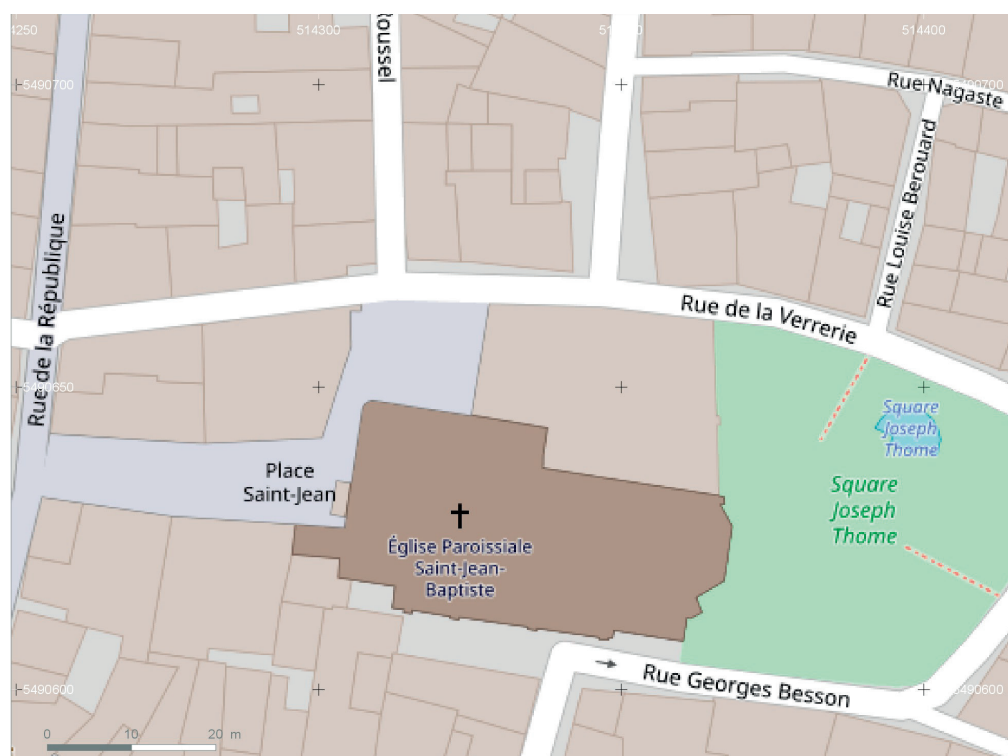 4250
514300
514400
5490700
Roussel
Rue Nagaste
Rue Louise Berouard
Rue de la République
Rue de la Verrerie
5490650
Square
Joseph
Thome
Place
Saint-Jean
Square
Joseph
Thome
Église Paroissiale
Saint-Jean-
Baptiste
5490600
Rue Georges Besson
5490600
0 10 20 m